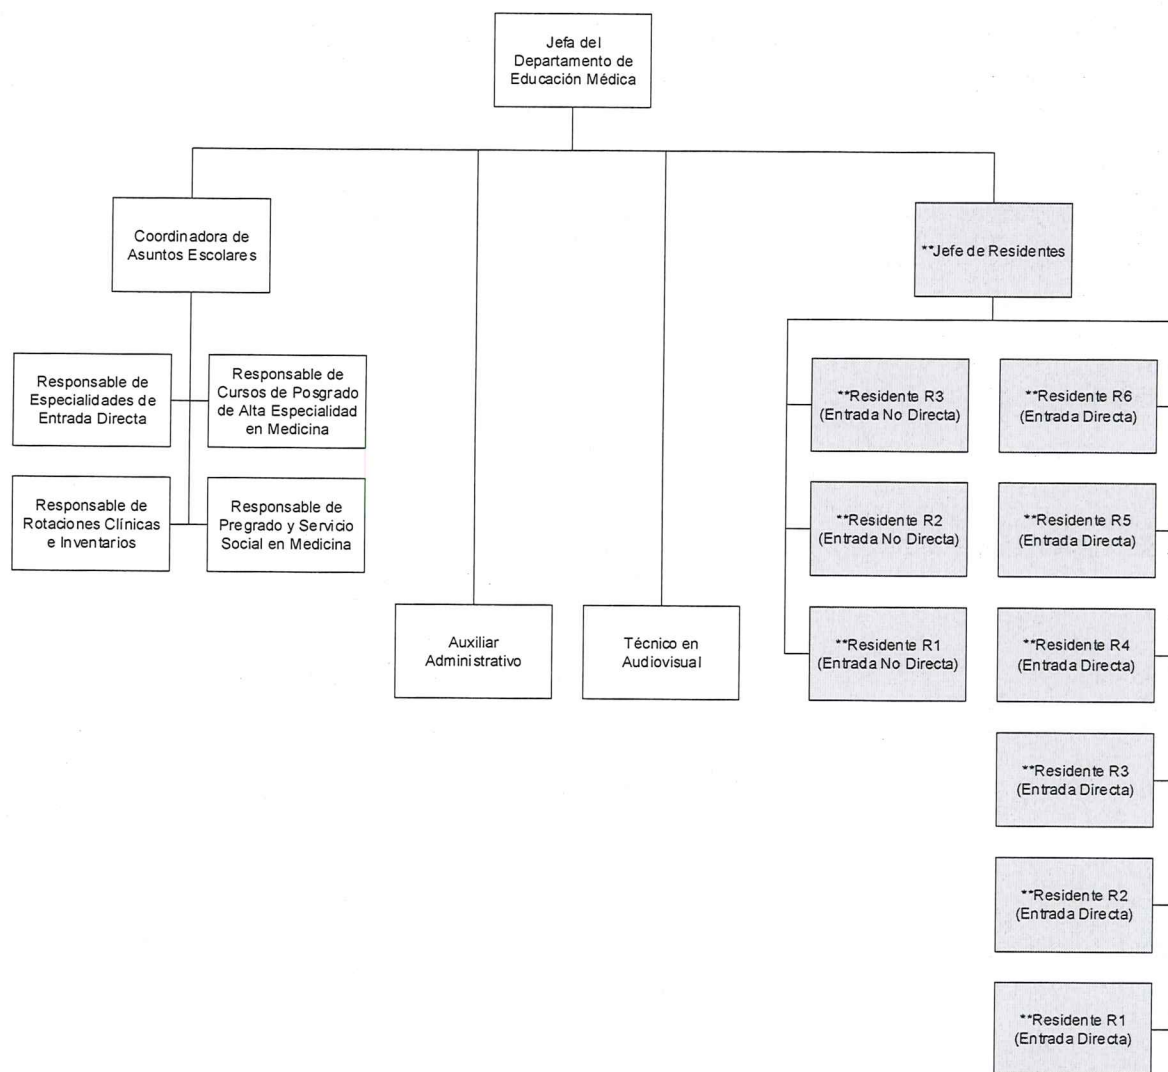 Jefa del
Departamento de
Educación Médica
Coordinadora de
Asuntos Escolares
**Jefe de Residentes
Responsable de
Especialidades de
Entrada Directa
Responsable de
Cursos de Posgrado
de Alta Especialidad
en Medicina
Responsable de
Rotaciones Clínicas
e Inventarios
Responsable de
Pregrado y Servicio
Social en Medicina
Auxiliar
Administrativo
Técnico en
Audiovisual
**Residente R3
(Entrada No Directa)
**Residente R2
(Entrada No Directa)
**Residente R1
(Entrada No Directa)
**Residente R6
(Entrada Directa)
**Residente R5
(Entrada Directa)
**Residente R4
(Entrada Directa)
**Residente R3
(Entrada Directa)
**Residente R2
(Entrada Directa)
**Residente R1
(Entrada Directa)